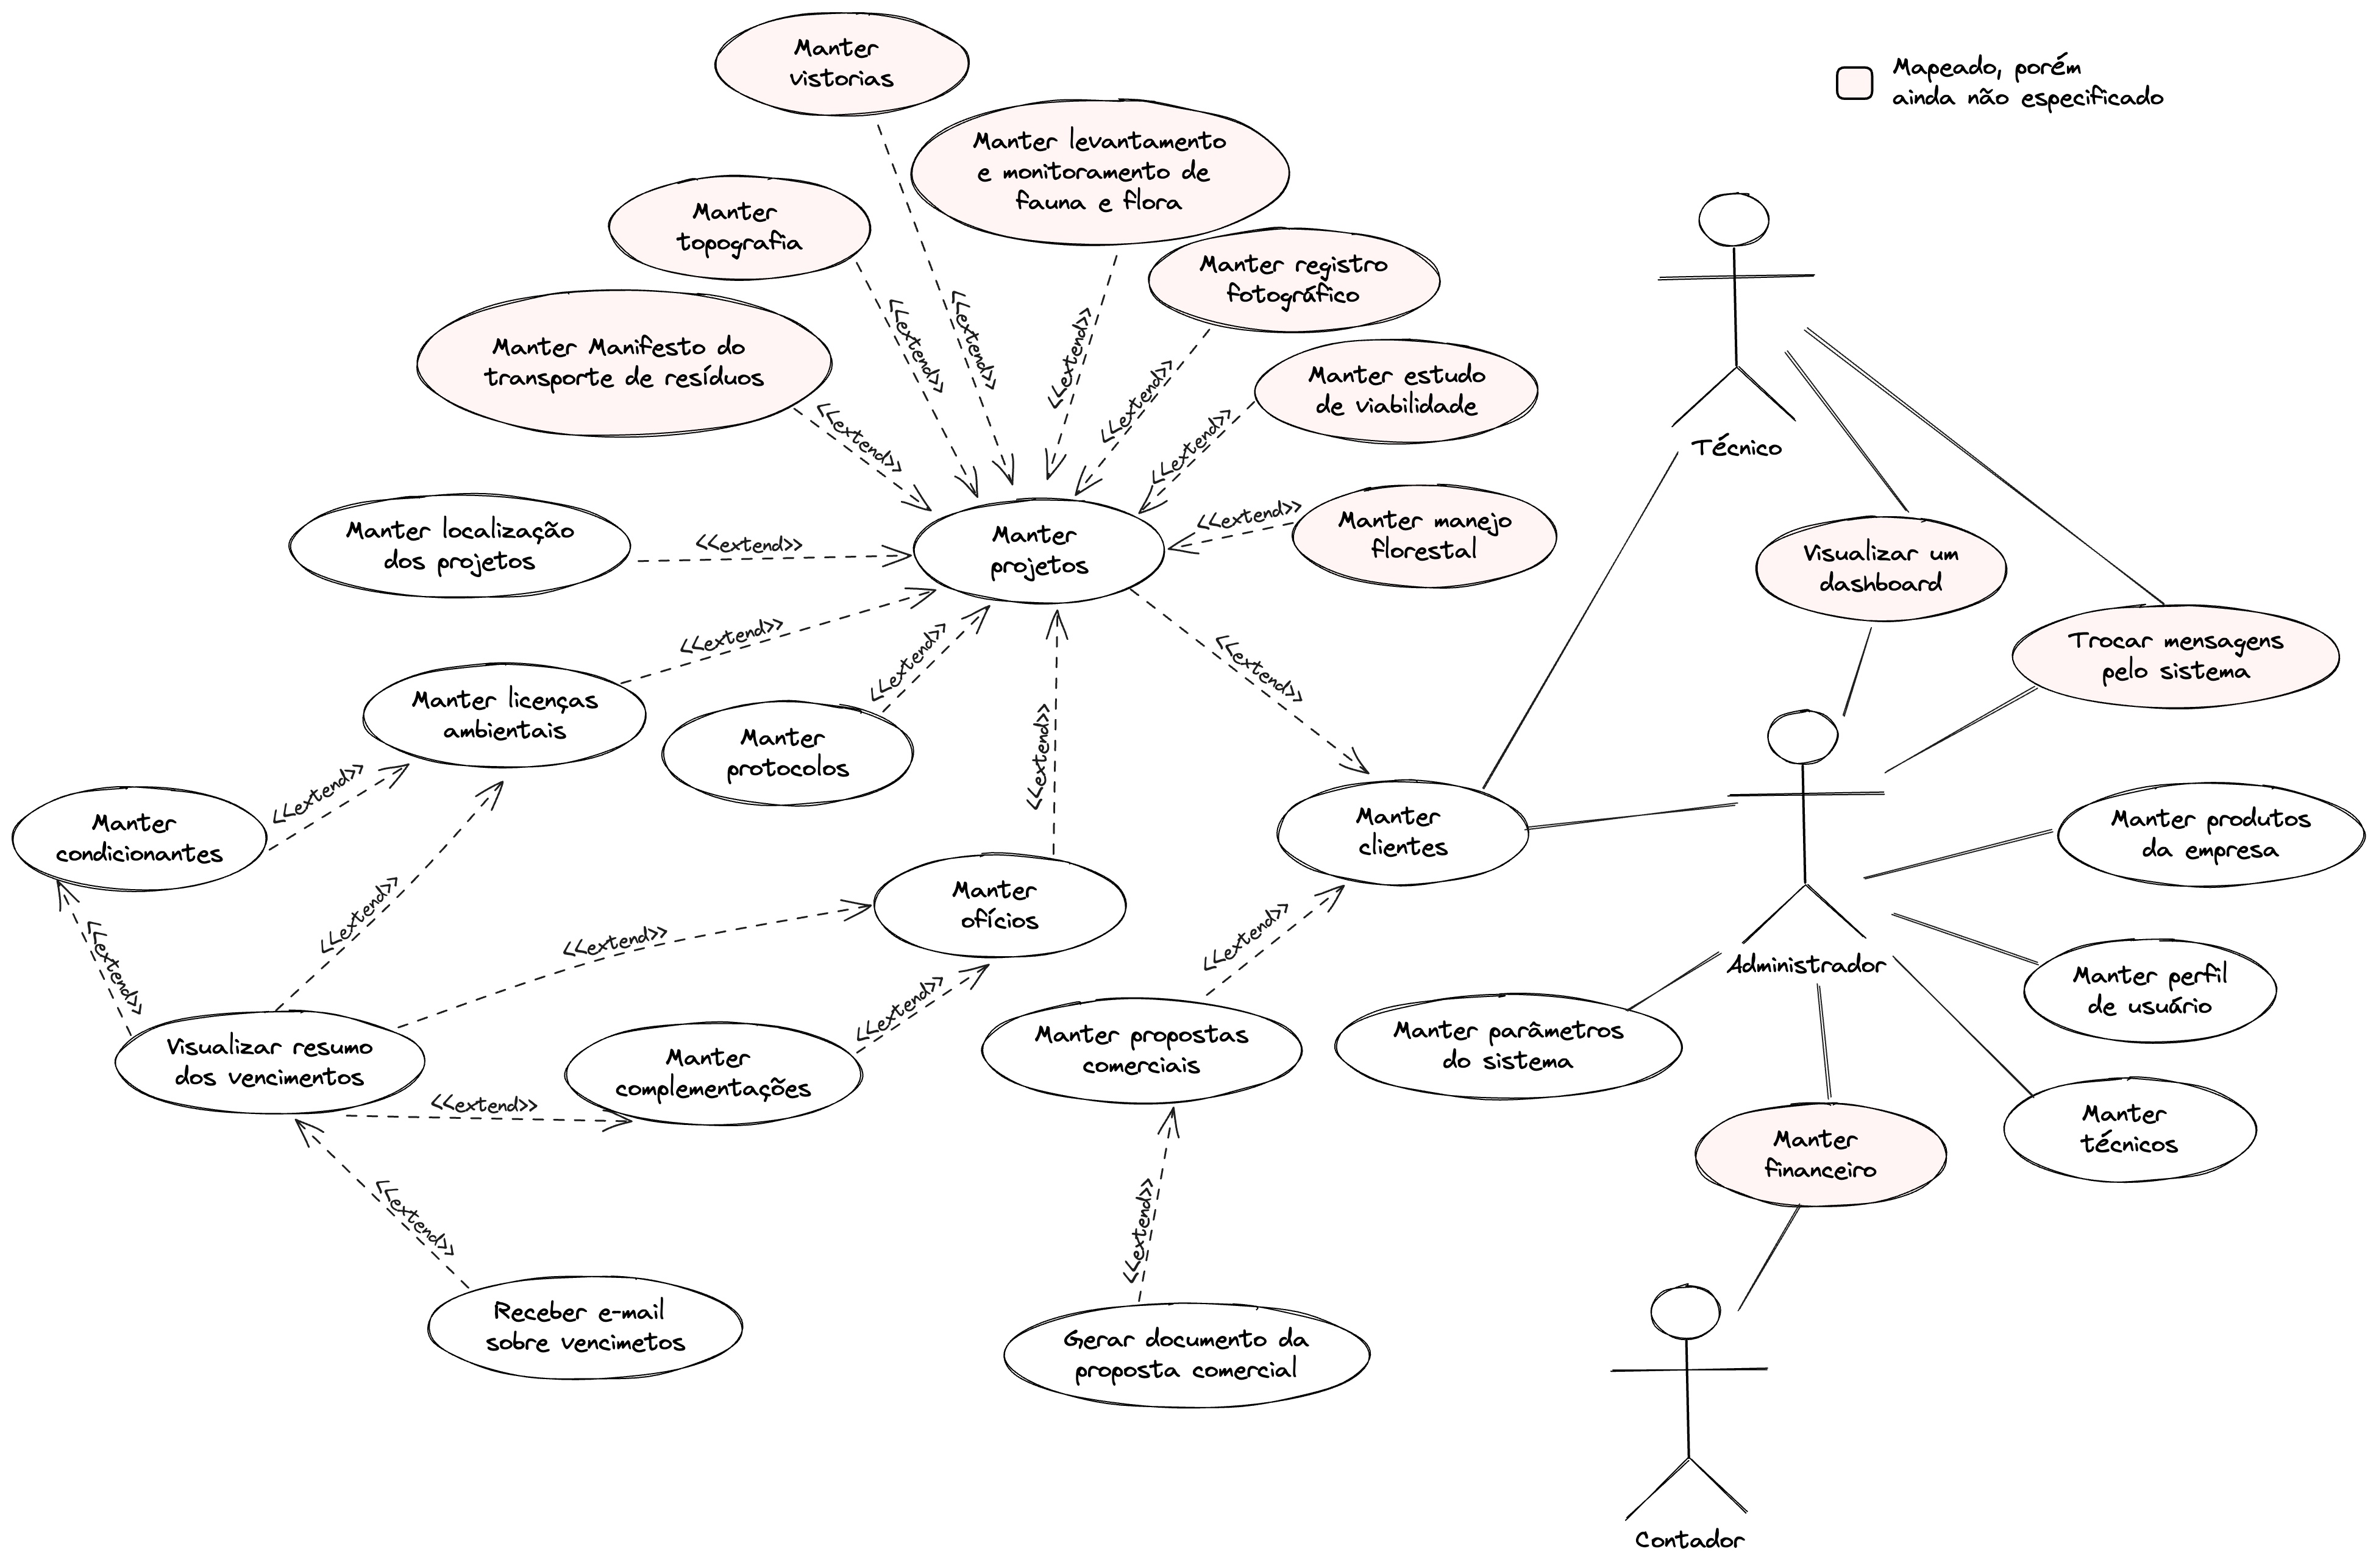 Manter
vistorias
Mapeado, porém
ainda não especificado
Manter levantamento
e monitoramento de
fauna e flora
Manter
topografia
Manter registro
fotográfico
Manter Manifesto do
transporte de resíduos
Manter estudo
de viabilidade
<<extend>>
<<extend>>
<<extend>>
<<extend>>
<<extend>>
<<extend>>
Técnico
Manter localização
dos projetos
<<extend>>
Manter
projetos
<<extend>>
Manter manejo
florestal
Visualizar um
dashboard
Trocar mensagens
pelo sistema
<<extend>>
<<extend>>
<<extend>>
<<extend>>
Manter licenças
ambientais
Manter
protocolos
<<extend>>
Manter
condicionantes
Manter
clientes
Manter produtos
da empresa
<<extend>>
<<extend>>
<<extend>>
Manter
ofícios
<<extend>>
Administrador
Manter perfil
de usuário
Visualizar resumo
dos vencimentos
<<extend>>
Manter
complementações
<<extend>>
Manter propostas
comerciais
Manter parâmetros
do sistema
Manter
técnicos
Manter
financeiro
<<extend>>
<<extend>>
Receber e-mail
sobre vencimetos
Gerar documento da
proposta comercial
Contador